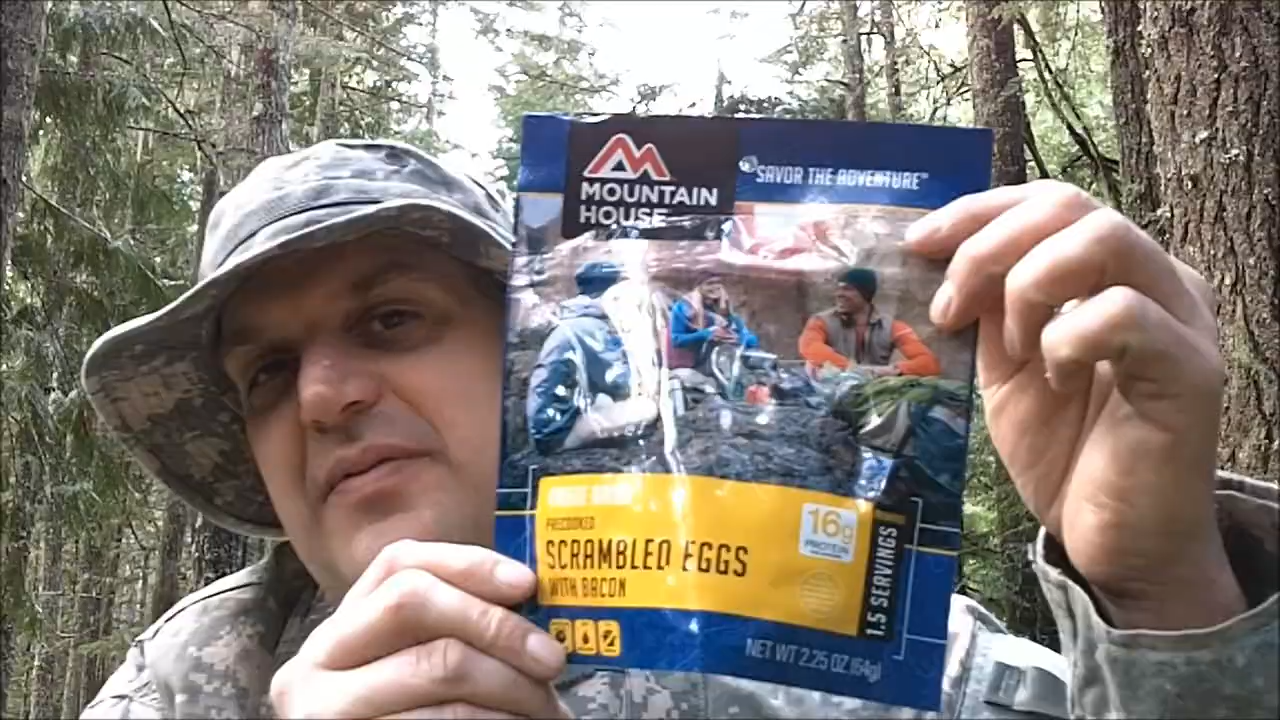 MOUNTAIN
HOUSE
"SAVOR THE ADVENTURE"™
PRECOOKED
SCRAMBLED EGGS
WITH BACON
16g
PROTEIN
1.5 SERVINGS
NET WT 2.25 OZ (64g)